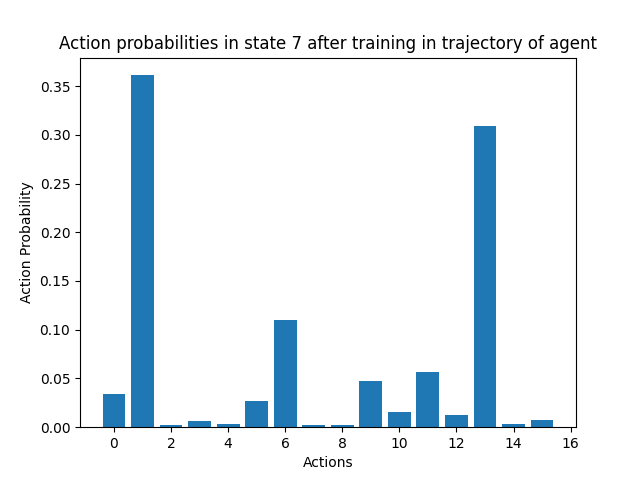 Action probabilities in state 7 after training in trajectory of agent
0.35
0.30
0.25
0.20
0.15
0.10
0.05
0.00
Action Probability
0 2 4 6 8 10 12 14 16
Actions